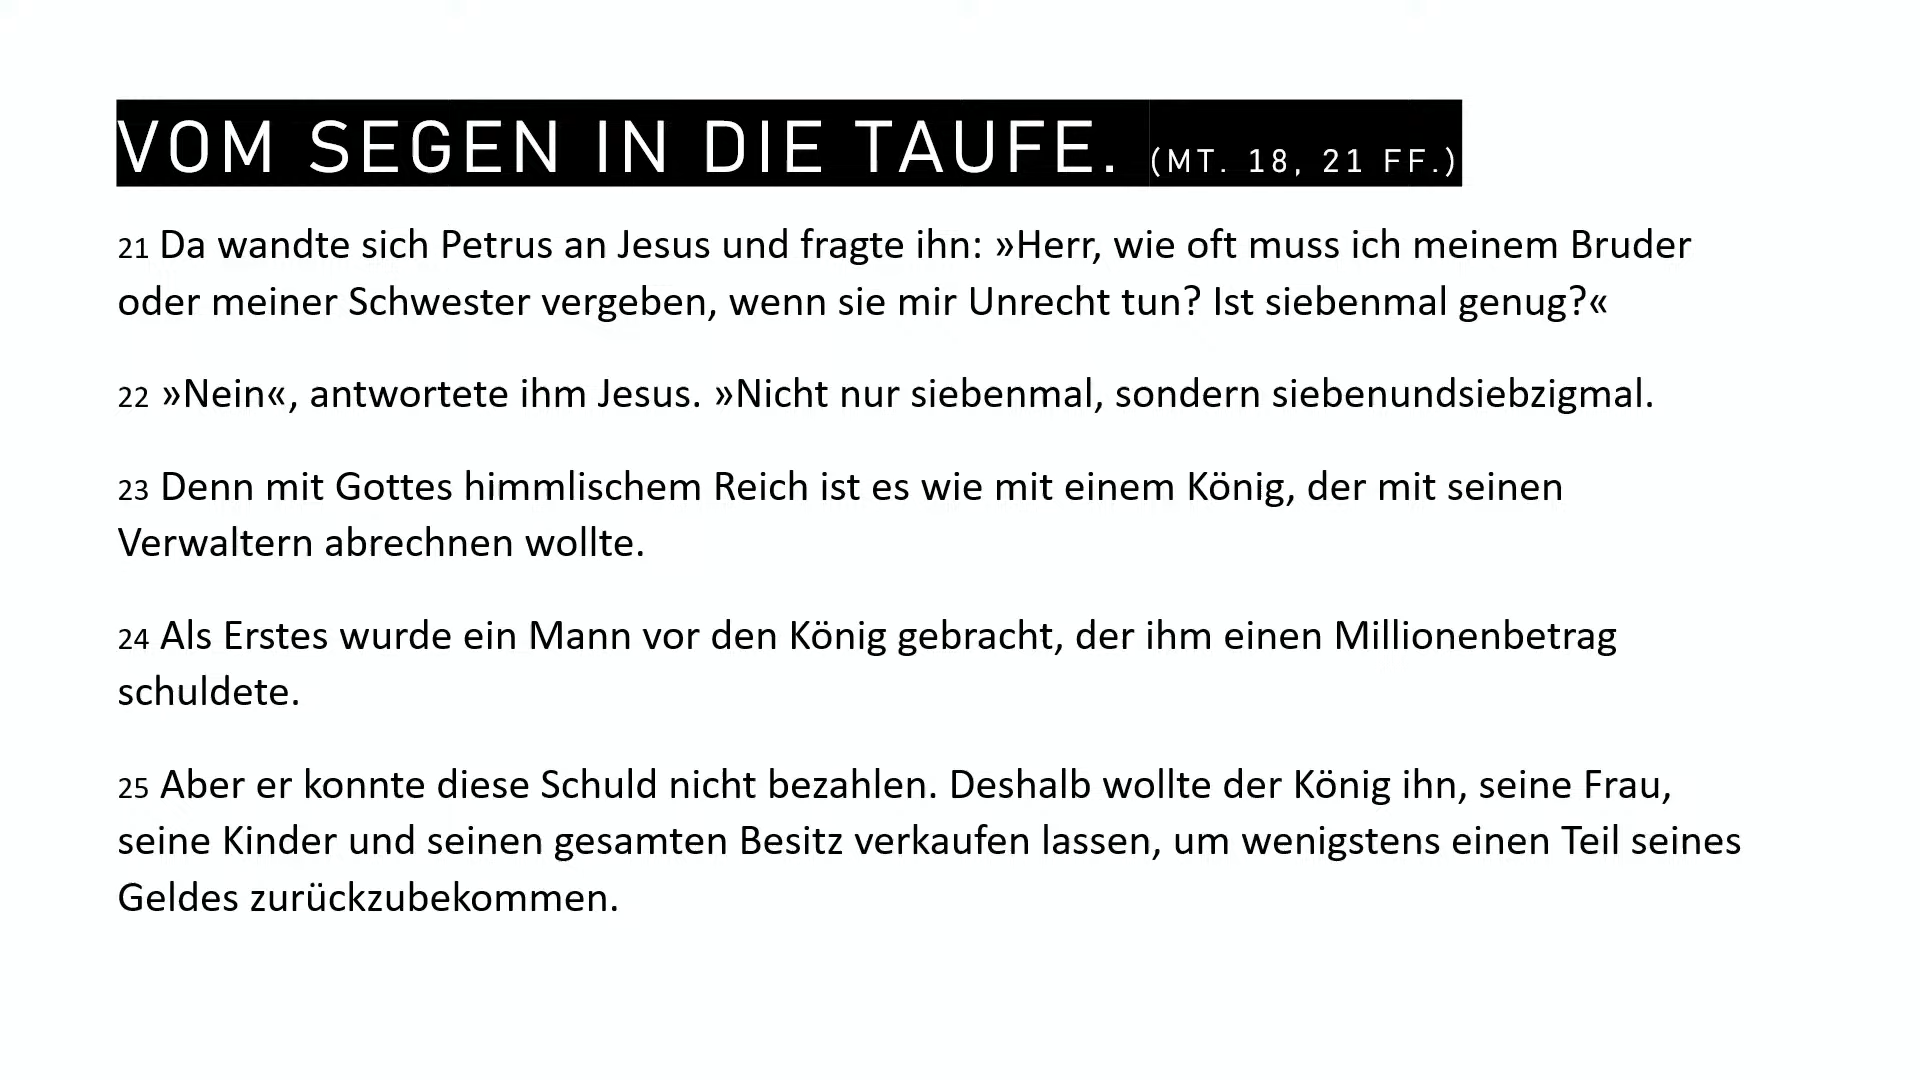 VOM SEGEN IN DIE TAUFE. (MT. 18, 21 FF.)
21 Da wandte sich Petrus an Jesus und fragte ihn: »Herr, wie oft muss ich meinem Bruder
oder meiner Schwester vergeben, wenn sie mir Unrecht tun? Ist siebenmal genug?«
22 »Nein«, antwortete ihm Jesus. »Nicht nur siebenmal, sondern siebenundsiebzigmal.
23 Denn mit Gottes himmlischem Reich ist es wie mit einem König, der mit seinen
Verwaltern abrechnen wollte.
24 Als Erstes wurde ein Mann vor den König gebracht, der ihm einen Millionenbetrag
schuldete.
25 Aber er konnte diese Schuld nicht bezahlen. Deshalb wollte der König ihn, seine Frau,
seine Kinder und seinen gesamten Besitz verkaufen lassen, um wenigstens einen Teil seines
Geldes zurückzubekommen.